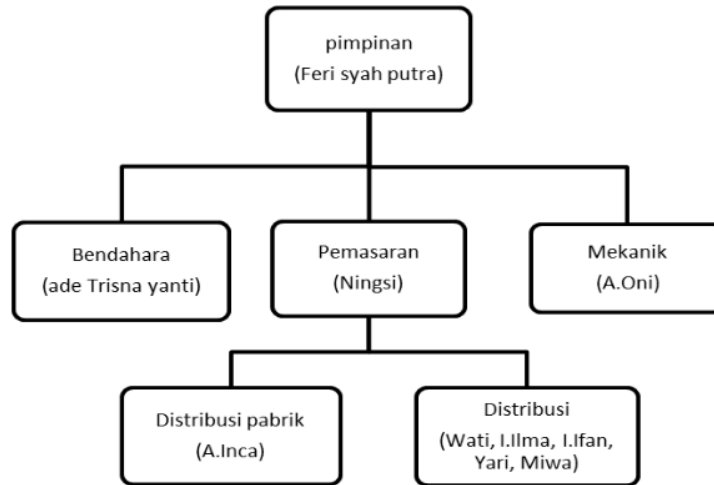 pimpinan
(Feri syah putra)
Bendahara
(ade Trisna yanti)
Pemasaran
(Ningsi)
Mekanik
(A.Oni)
Distribusi pabrik
(A.Inca)
Distribusi
(Wati, I.Ilma, I.Ifan,
Yari, Miwa)